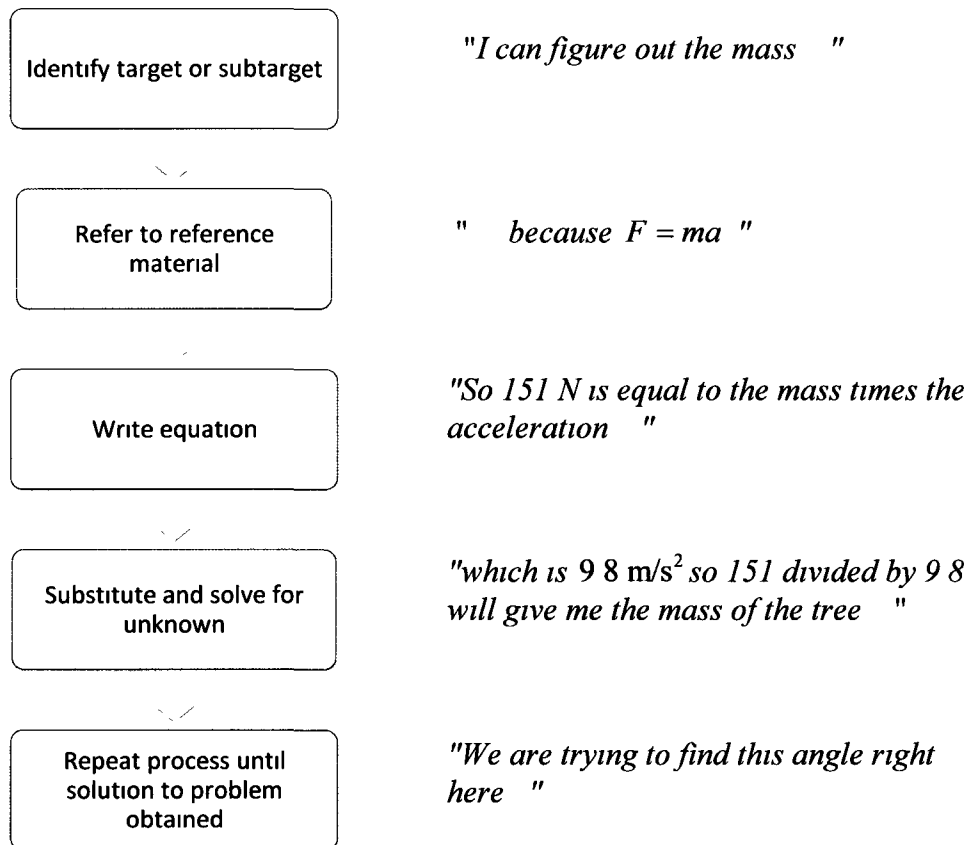 Identify target or subtarget
"I can figure out the mass "
Refer to reference
material
" because F = ma "
Write equation
"So 151 N is equal to the mass times the
acceleration "
Substitute and solve for
unknown
"which is 9 8 m/s² so 151 divided by 9 8
will give me the mass of the tree "
Repeat process until
solution to problem
obtained
"We are trying to find this angle right
here "